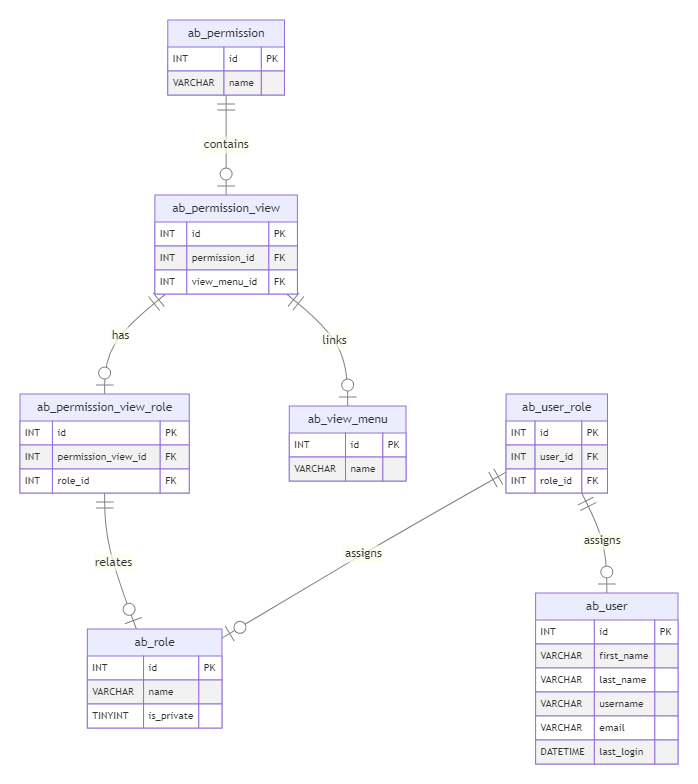 ab_permission
INT id PK
VARCHAR name
contains
ab_permission_view
INT id PK
INT permission_id FK
INT view_menu_id FK
has
links
ab_permission_view_role
INT id PK
INT permission_view_id FK
INT role_id FK
ab_view_menu
INT id PK
VARCHAR name
ab_user_role
INT id PK
INT user_id FK
INT role_id FK
relates
assigns
assigns
ab_role
INT id PK
VARCHAR name
TINYINT is_private
ab_user
INT id PK
VARCHAR first_name
VARCHAR last_name
VARCHAR username
VARCHAR email
DATETIME last_login